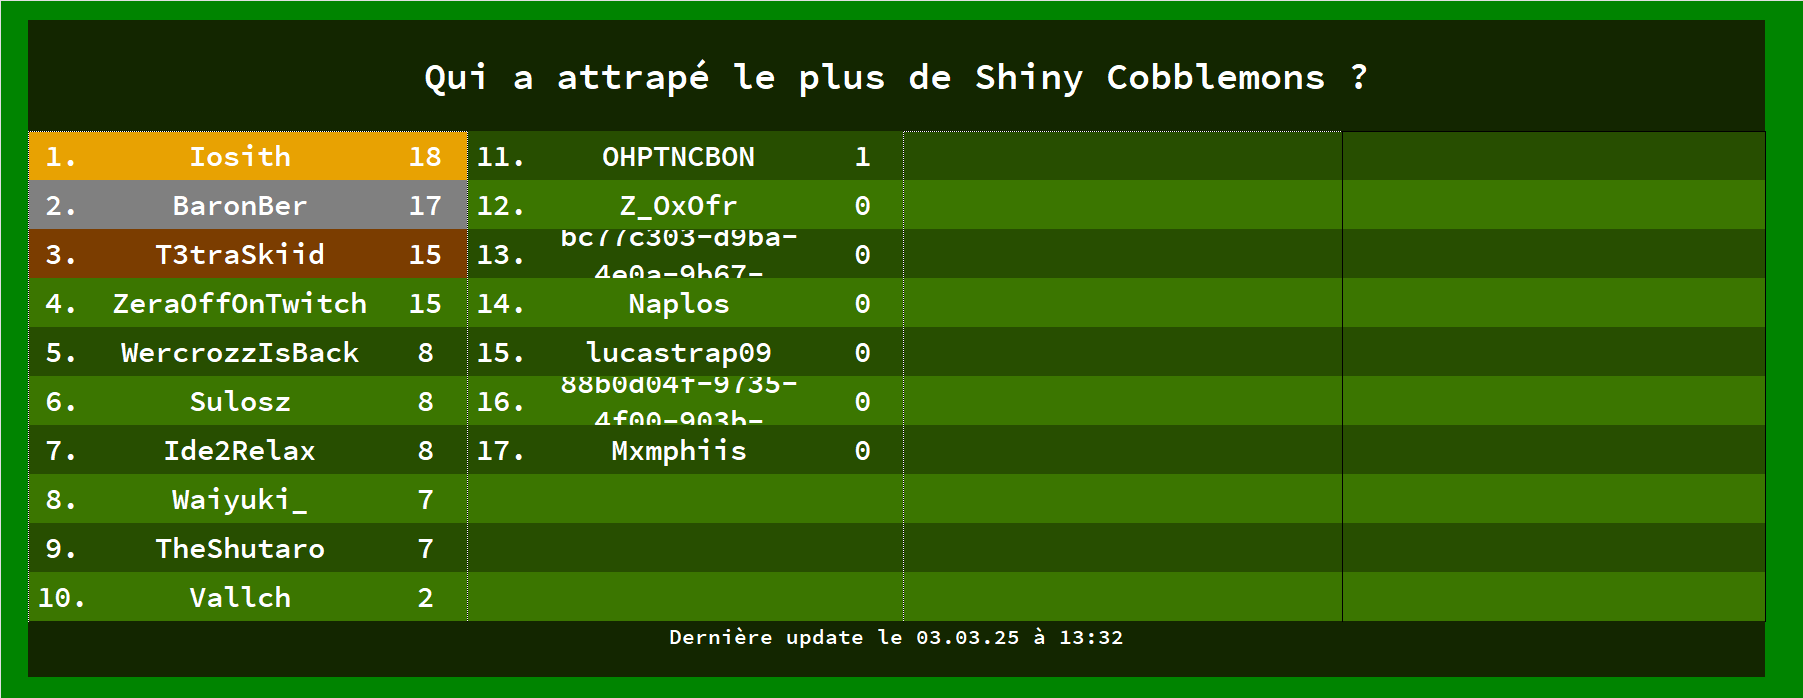 Qui a attrapé le plus de Shiny Cobblemons ?
1. Iosith 18
2. BaronBer 17
3. T3traSkiid 15
4. ZeraOffOnTwitch 15
5. WercrozzIsBack 8
6. Sulosz 8
7. Ide2Relax 8
8. Waiyuki_ 7
9. TheShutaro 7
10. Vallch 2
11. OHPTNCBON 1
12. Z_OxOfr 0
bc77c303-d9ba-
13. 0
4e0a-9b67-
14. Naplos 0
15. lucastrap09 0
88b0d04f-9735-
16. 0
4f00-903b-
17. Mxmphiis 0
Dernière update le 03.03.25 à 13:32